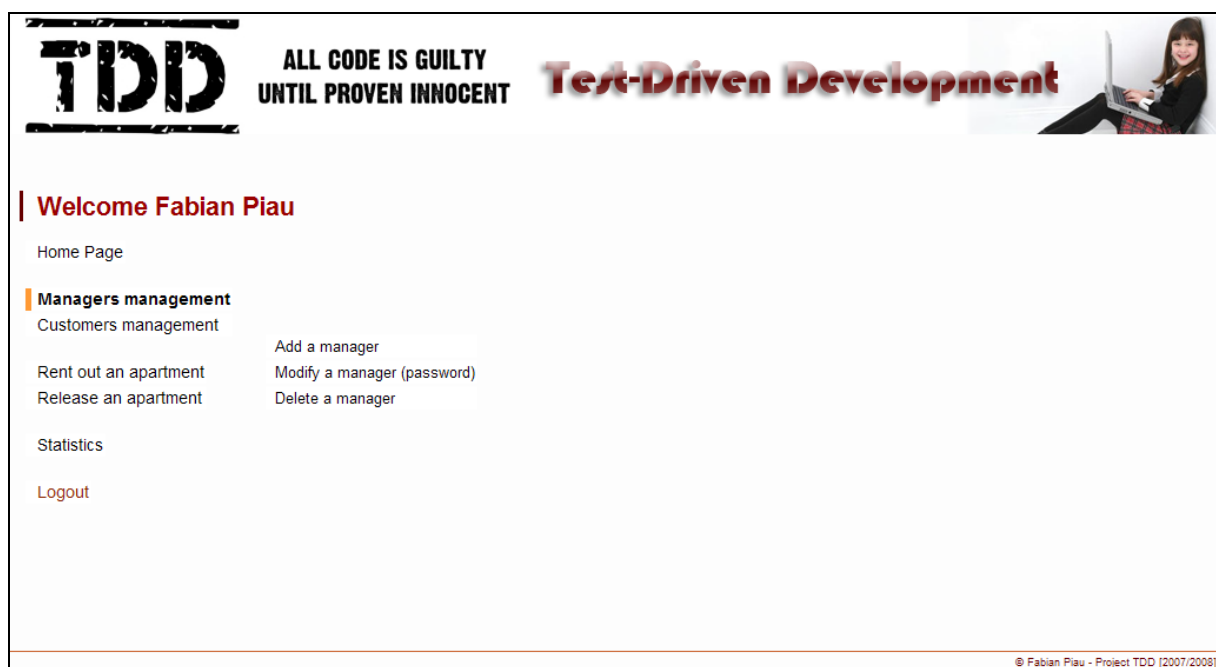 TDD
ALL CODE IS GUILTY
UNTIL PROVEN INNOCENT
Test-Driven Development
Welcome Fabian Piau
Home Page
Managers management
Customers management
Add a manager
Rent out an apartment
Modify a manager (password)
Release an apartment
Delete a manager
Statistics
Logout
© Fabian Piau - Project TDD [2007/2008]